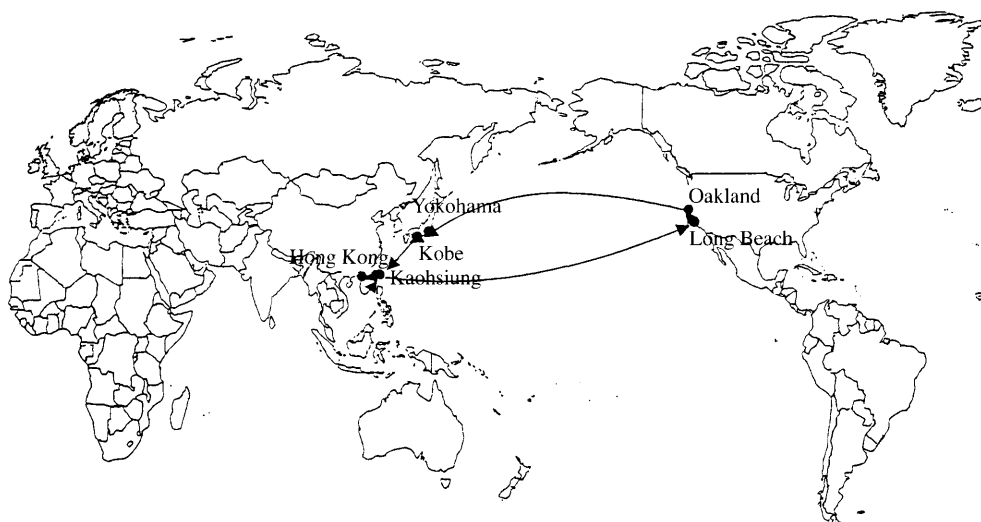 Oakland
Yokohama
Long Beach
Kobe
Hong Kong
Kaohsiung